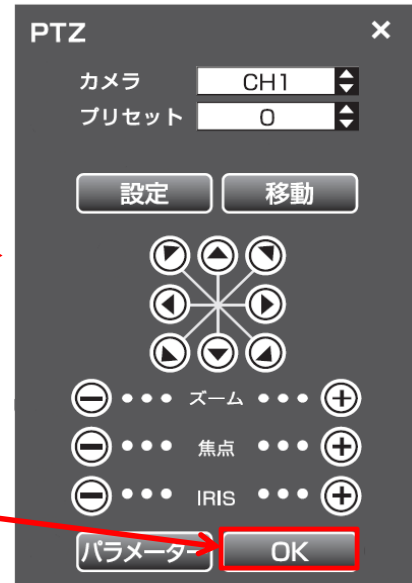 PTZ ×
カメラ CH1
プリセット 0
設定 移動
ズーム
焦点
IRIS
パラメーター OK